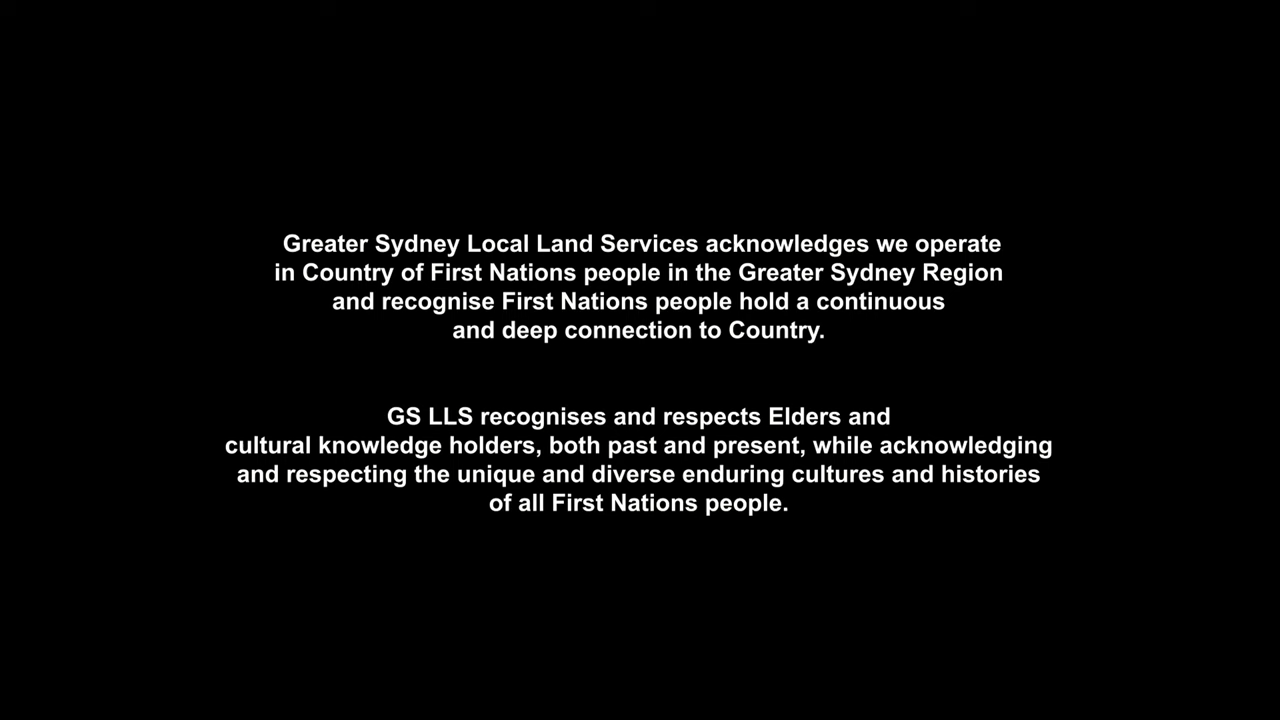 Greater Sydney Local Land Services acknowledges we operate
in Country of First Nations people in the Greater Sydney Region
and recognise First Nations people hold a continuous
and deep connection to Country.
GS LLS recognises and respects Elders and
cultural knowledge holders, both past and present, while acknowledging
and respecting the unique and diverse enduring cultures and histories
of all First Nations people.